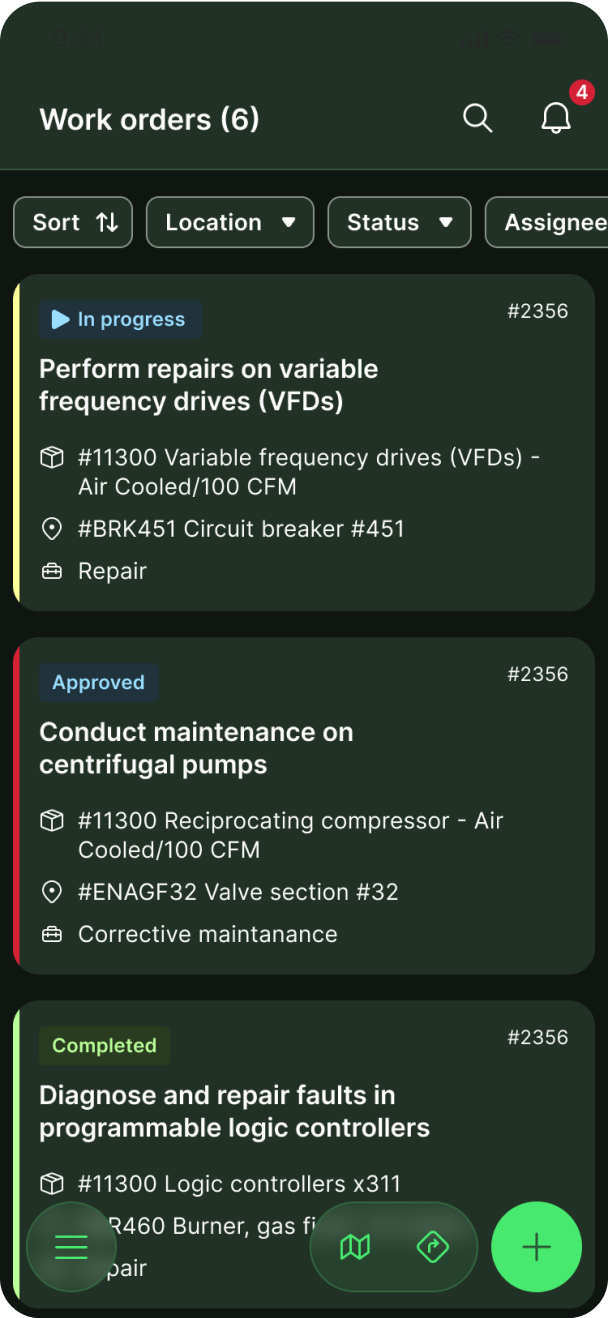 9:41
Work orders (6)
4
Sort
Location
Status
Assignee
In progress
#2356
Perform repairs on variable
frequency drives (VFDs)
#11300 Variable frequency drives (VFDs) -
Air Cooled/100 CFM
#BRK451 Circuit breaker #451
Repair
Approved
#2356
Conduct maintenance on
centrifugal pumps
#11300 Reciprocating compressor - Air
Cooled/100 CFM
#ENAGF32 Valve section #32
Corrective maintanance
Completed
#2356
Diagnose and repair faults in
programmable logic controllers
#11300 Logic controllers x311
R460 Burner, gas fi
pair